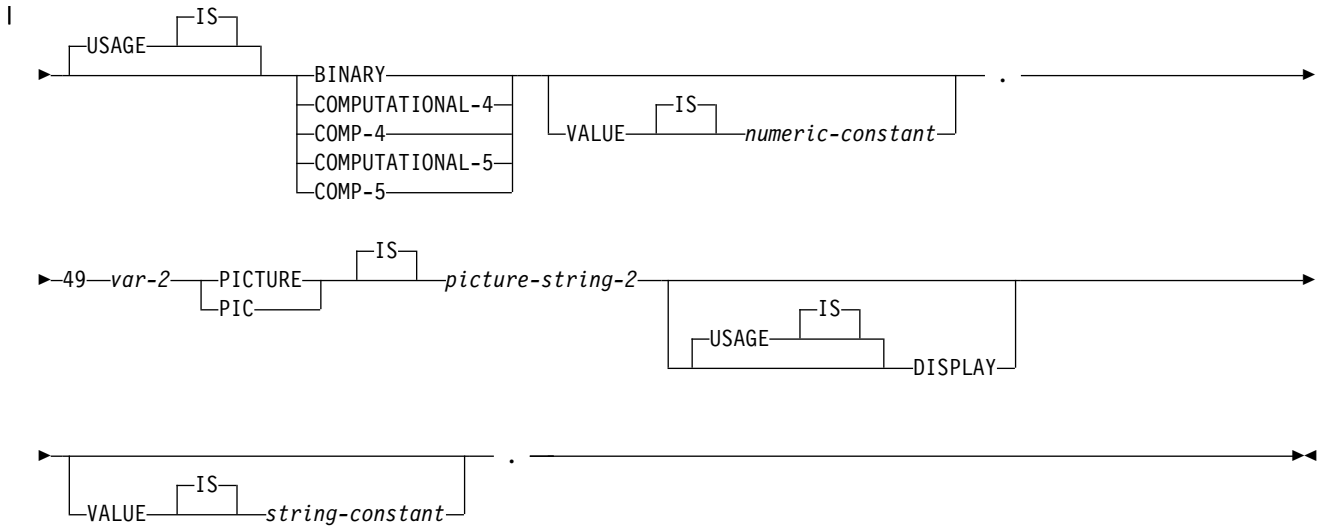 IS
USAGE
BINARY .
COMPUTATIONAL-4 IS
COMP-4 VALUE numeric-constant
COMPUTATIONAL-5
COMP-5
IS
49 var-2 PICTURE picture-string-2
PIC IS
USAGE
DISPLAY
.
IS
VALUE string-constant